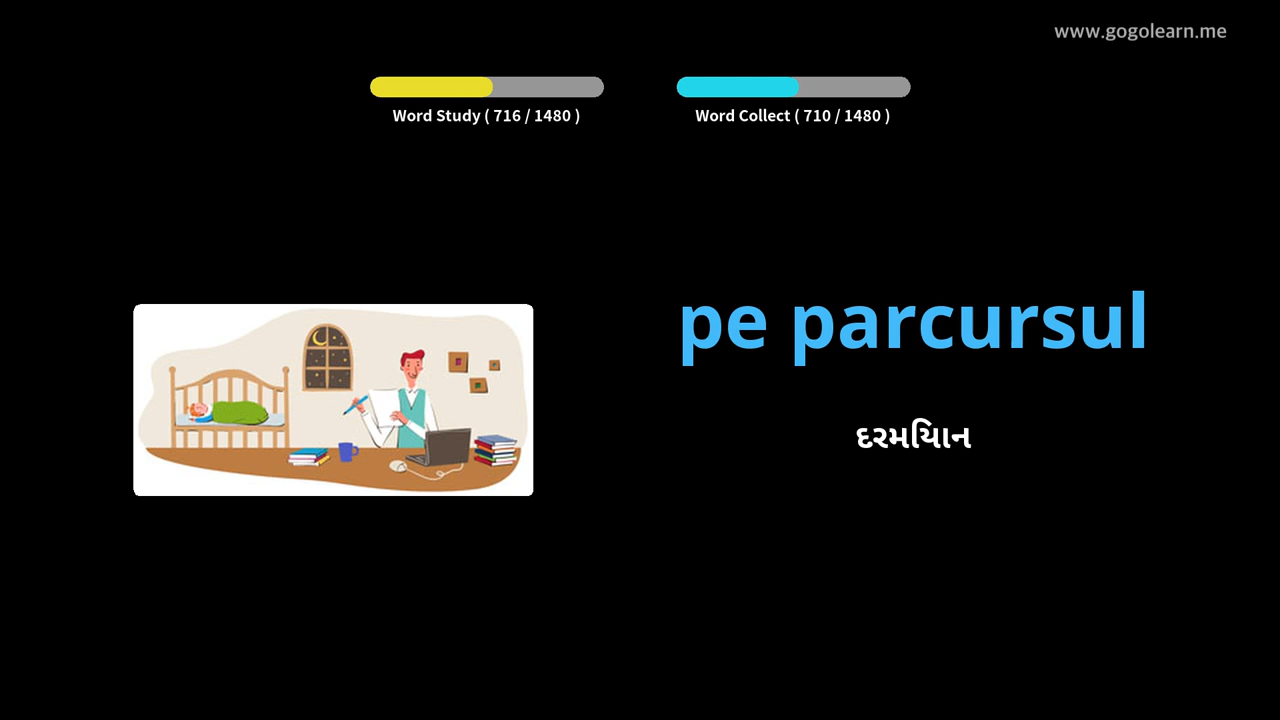 www.gogolearn.me
Word Study ( 716 / 1480 )
Word Collect ( 710 / 1480 )
pe parcursul
દરમિયાન